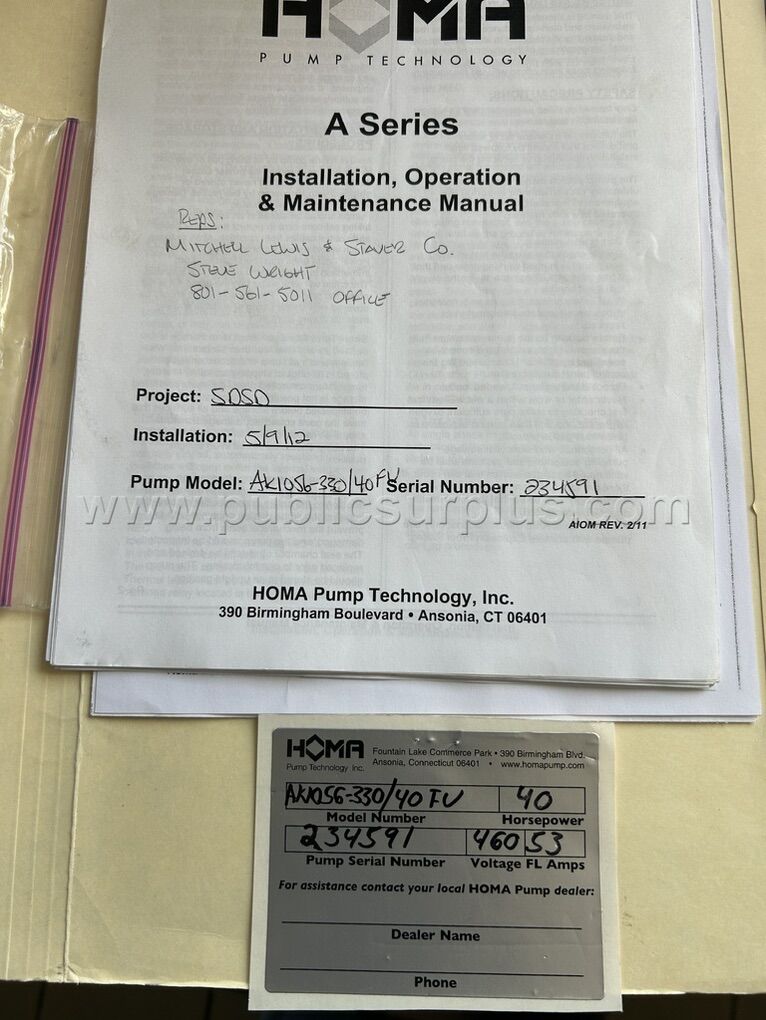 HOMA
PUMP TECHNOLOGY
A Series
Installation, Operation
& Maintenance Manual
REPS:
MITCHELL LEWIS & STAVER CO.
STEVE WRIGHT
801-561-5011 OFFICE
Project: SDSD
Installation: 5/9/12
Pump Model: AK1056-330/40FU Serial Number: 234591
www.publicsurplus.com
AIOM REV. 2/11
HOMA Pump Technology, Inc.
390 Birmingham Boulevard • Ansonia, CT 06401
HOMA Fountain Lake Commerce Park • 390 Birmingham Blvd.
Pump Technology Inc. Ansonia, Connecticut 06401 • www.homapump.com
AK1056-330/40 FU 40
Model Number Horsepower
234591 460 53
Pump Serial Number Voltage FL Amps
For assistance contact your local HOMA Pump dealer:
Dealer Name
Phone